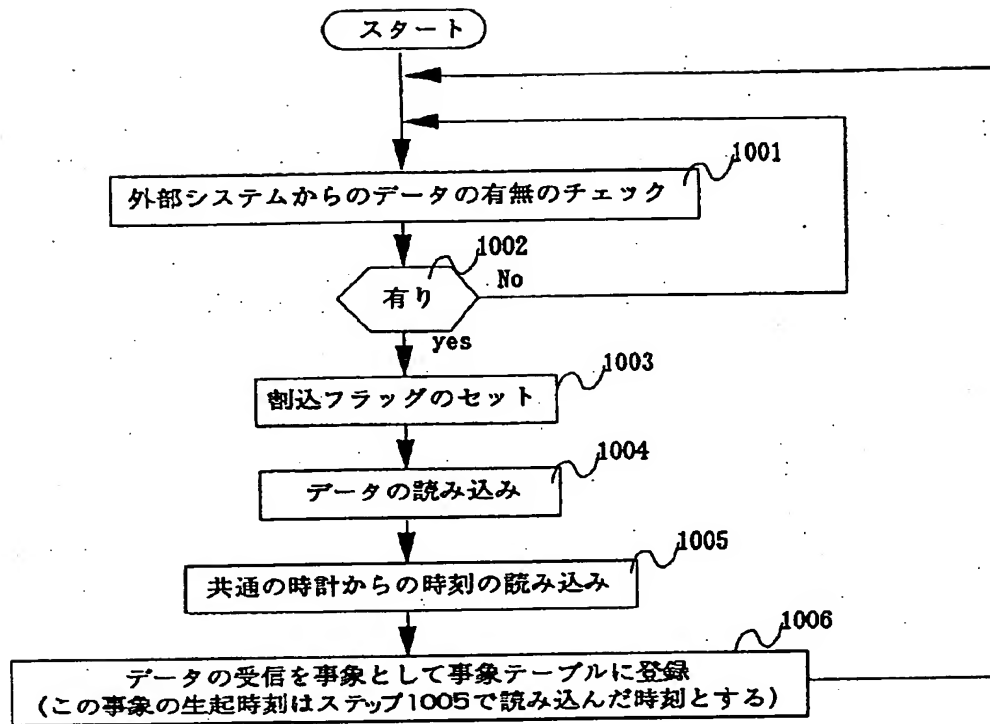 スタート
1001
外部システムからのデータの有無のチェック
1002
有り
No
yes
1003
割込フラッグのセット
1004
データの読み込み
1005
共通の時計からの時刻の読み込み
1006
データの受信を事象として事象テーブルに登録
(この事象の生起時刻はステップ1005で読み込んだ時刻とする)